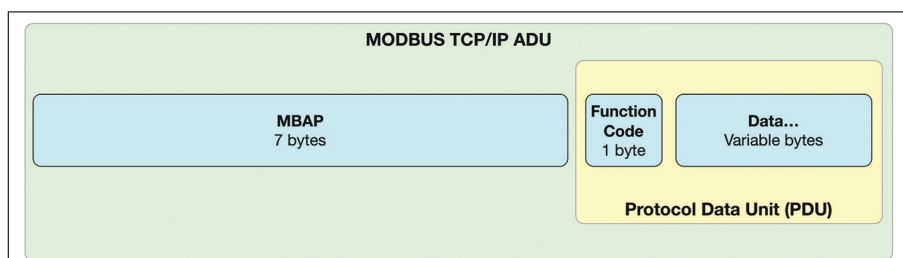 MODBUS TCP/IP ADU
MBAP
7 bytes
Function
Code
1 byte
Data...
Variable bytes
Protocol Data Unit (PDU)